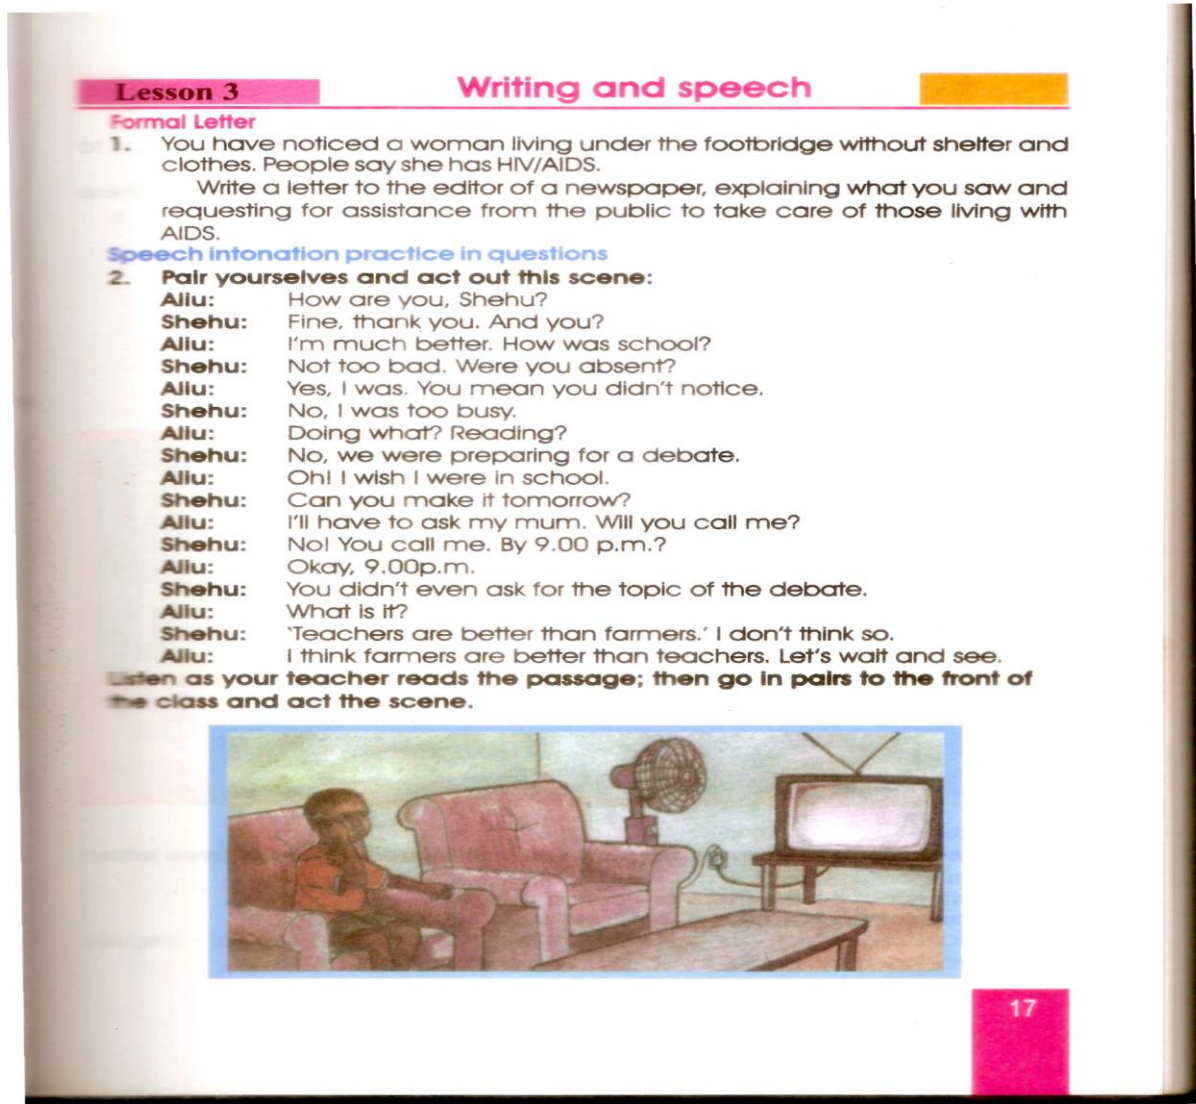 Lesson 3
Writing and speech
Formal Letter
1. You have noticed a woman living under the footbridge without shelter and
clothes. People say she has HIV/AIDS.
Write a letter to the editor of a newspaper, explaining what you saw and
requesting for assistance from the public to take care of those living with
AIDS.
Speech intonation practice in questions
2. Pair yourselves and act out this scene:
Aliu: How are you, Shehu?
Shehu: Fine, thank you. And you?
Aliu: I'm much better. How was school?
Shehu: Not too bad. Were you absent?
Aliu: Yes, I was. You mean you didn't notice.
Shehu: No, I was too busy.
Aliu: Doing what? Reading?
Shehu: No, we were preparing for a debate.
Aliu: Oh! I wish I were in school.
Shehu: Can you make it tomorrow?
Aliu: I'll have to ask my mum. Will you call me?
Shehu: No! You call me. By 9.00 p.m.?
Aliu: Okay, 9.00p.m.
Shehu: You didn't even ask for the topic of the debate.
Aliu: What is it?
Shehu: 'Teachers are better than farmers.' I don't think so.
Aliu: I think farmers are better than teachers. Let's wait and see.
Listen as your teacher reads the passage; then go in pairs to the front of
the class and act the scene.
17